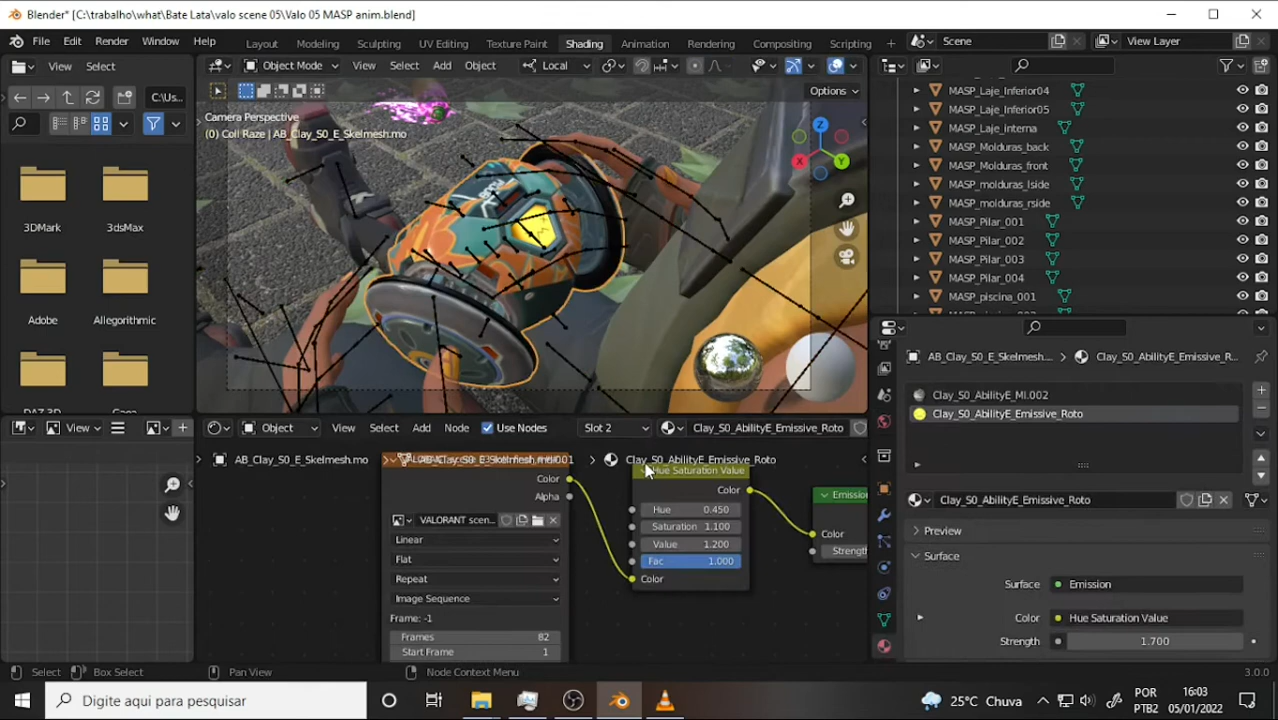 Blender* [C:\trabalho\what\Bate Lata\valo scene 05\Valo 05 MASP anim.blend]
File Edit Render Window Help
Layout Modeling Sculpting UV Editing Texture Paint Shading Animation Rendering Compositing Scripting
Scene
View Layer
View Select
Object Mode View Select Add Object Local
C:\Us...
Options
Camera Perspective
(0) Coll Raze | AB_Clay_S0_E_Skelmesh.mo
Z
X
Y
3DMark
3dsMax
Adobe
Allegorithmic
DAZ 3D
MASP_Laje_Inferior04
MASP_Laje_Inferior05
MASP_Laje_interna
MASP_Molduras_back
MASP_Molduras_front
MASP_molduras_lside
MASP_molduras_rside
MASP_Pilar_001
MASP_Pilar_002
MASP_Pilar_003
MASP_Pilar_004
MASP_piscina_001
AB_Clay_S0_E_Skelmesh....
Clay_S0_AbilityE_Emissive_R...
Clay_S0_AbilityE_MI.002
Clay_S0_AbilityE_Emissive_Roto
Clay_S0_AbilityE_Emissive_Roto
Preview
Surface
Surface Emission
Color Hue Saturation Value
Strength 1.700
View
Object View Select Add Node Use Nodes Slot 2 Clay_S0_AbilityE_Emissive_Roto
AB_Clay_S0_E_Skelmesh.mo
Clay_S0_AbilityE_Emissive_Roto
Color
Alpha
VALORANT scen...
Linear
Flat
Repeat
Image Sequence
Frame: -1
Frames 82
Start Frame 1
Hue Saturation Value
Color
Hue 0.450
Saturation 1.100
Value 1.200
Fac 1.000
Color
Emission
Color
Strength
Select Box Select Pan View Node Context Menu
3.0.0
Digite aqui para pesquisar
25°C Chuva
POR
PTB2
16:03
05/01/2022